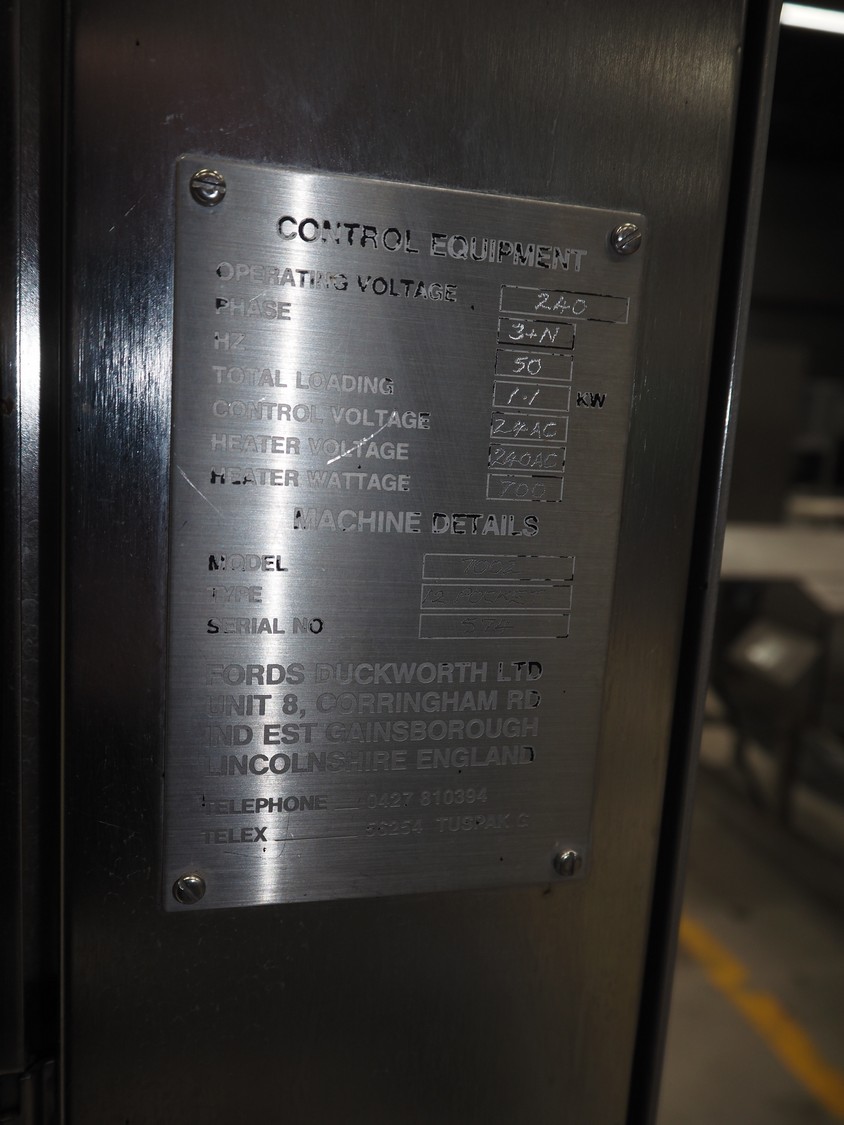 CONTROL EQUIPMENT
OPERATING VOLTAGE 240
PHASE 3+N
HZ 50
TOTAL LOADING 1.1 KW
CONTROL VOLTAGE 24AC
HEATER VOLTAGE 240AC
HEATER WATTAGE 700
MACHINE DETAILS
MODEL
TYPE
SERIAL NO
FORDS DUCKWORTH LTD
UNIT 8, CORRINGHAM RD
IND EST GAINSBOROUGH
LINCOLNSHIRE ENGLAND
TELEPHONE 0427 810394
TELEX 56254 TUSPAK G